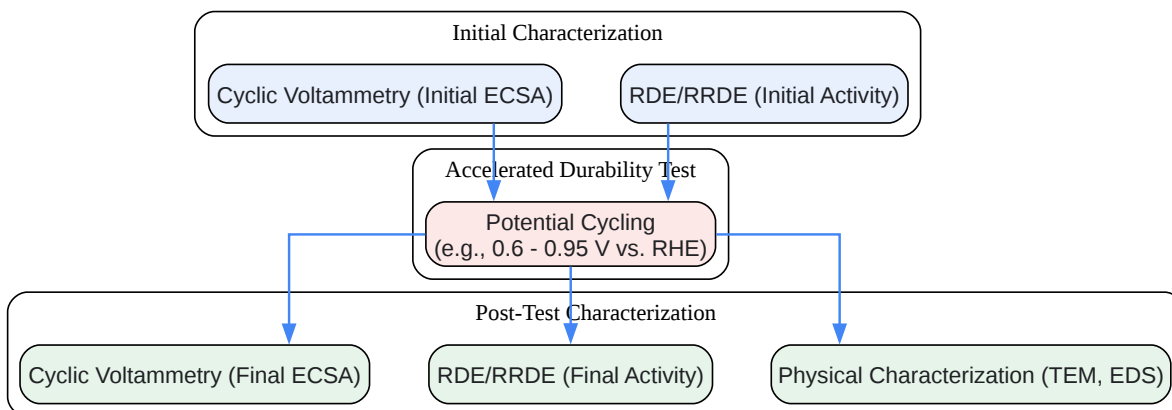 Initial Characterization
Cyclic Voltammetry (Initial ECSA)
RDE/RRDE (Initial Activity)
Accelerated Durability Test
Potential Cycling
(e.g., 0.6 - 0.95 V vs. RHE)
Post-Test Characterization
Cyclic Voltammetry (Final ECSA)
RDE/RRDE (Final Activity)
Physical Characterization (TEM, EDS)